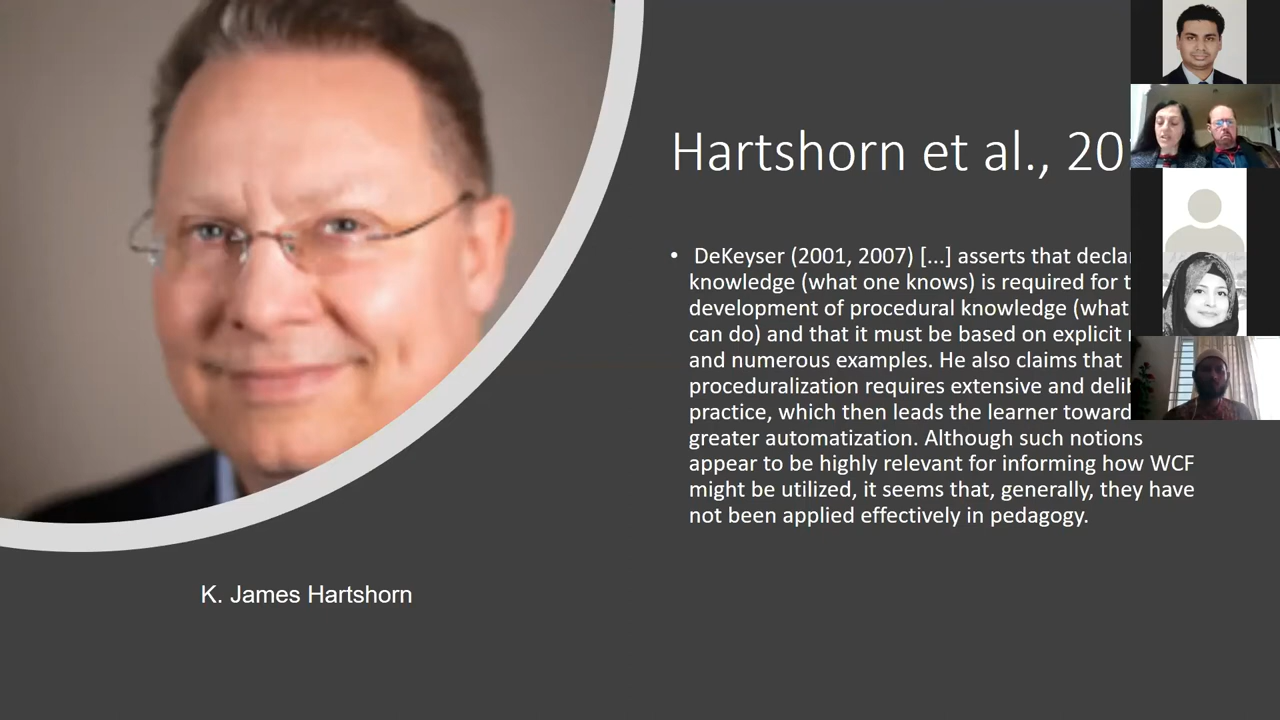 Hartshorn et al., 20
• DeKeyser (2001, 2007) [...] asserts that
knowledge (what one knows) is required for
development of procedural knowledge (what
can do) and that it must be based on explicit
and numerous examples. He also claims that
proceduralization requires extensive and
practice, which then leads the learner toward
greater automatization. Although such notions
appear to be highly relevant for informing how WCF
might be utilized, it seems that, generally, they have
not been applied effectively in pedagogy.
K. James Hartshorn